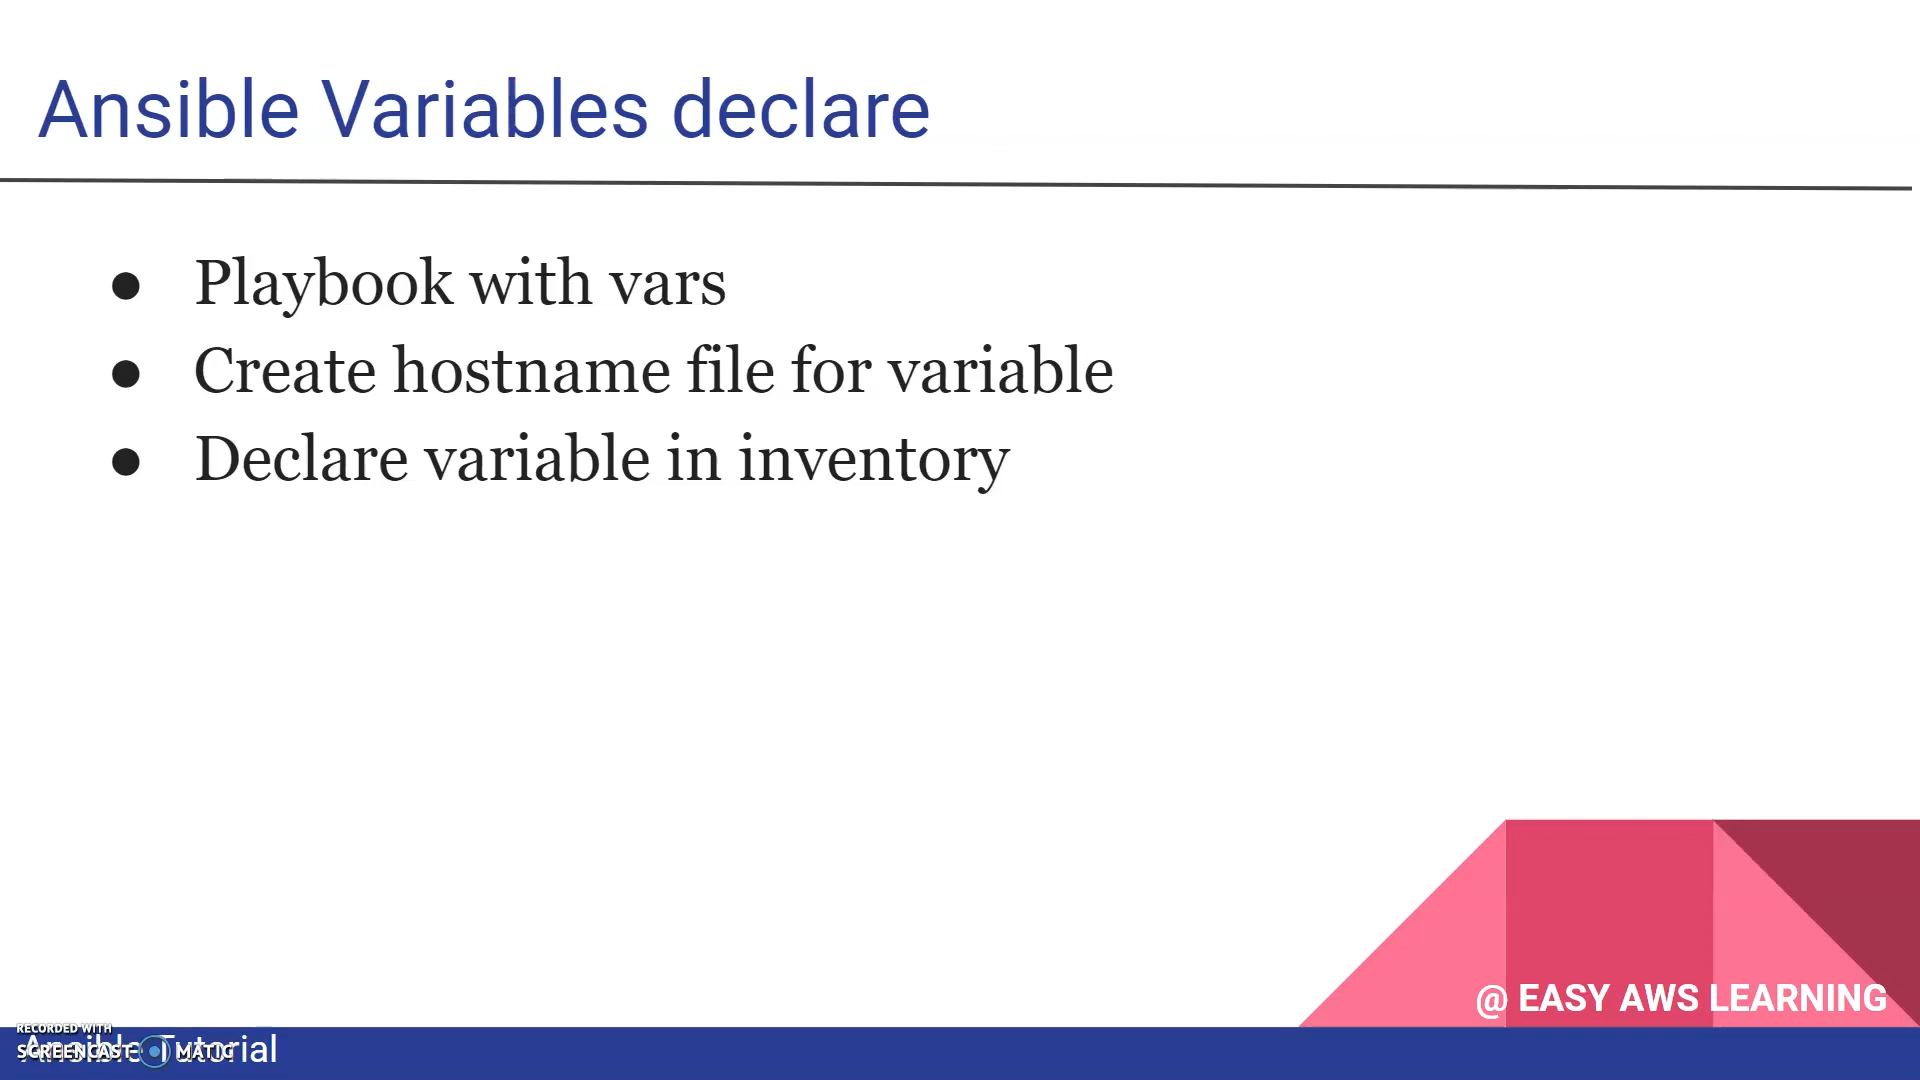 Ansible Variables declare
● Playbook with vars
● Create hostname file for variable
● Declare variable in inventory
@ EASY AWS LEARNING
RECORDED WITH
SCREENCAST MATIC
Ansible Tutorial